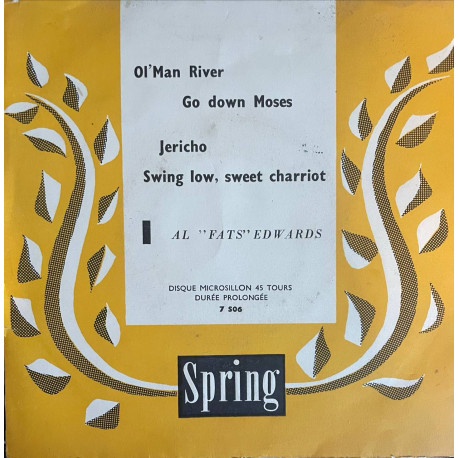 Ol'Man River
Go down Moses
Jericho
Swing low, sweet charriot
AL "FATS" EDWARDS
DISQUE MICROSILLON 45 TOURS
DURÉE PROLONGÉE
7 506
Spring